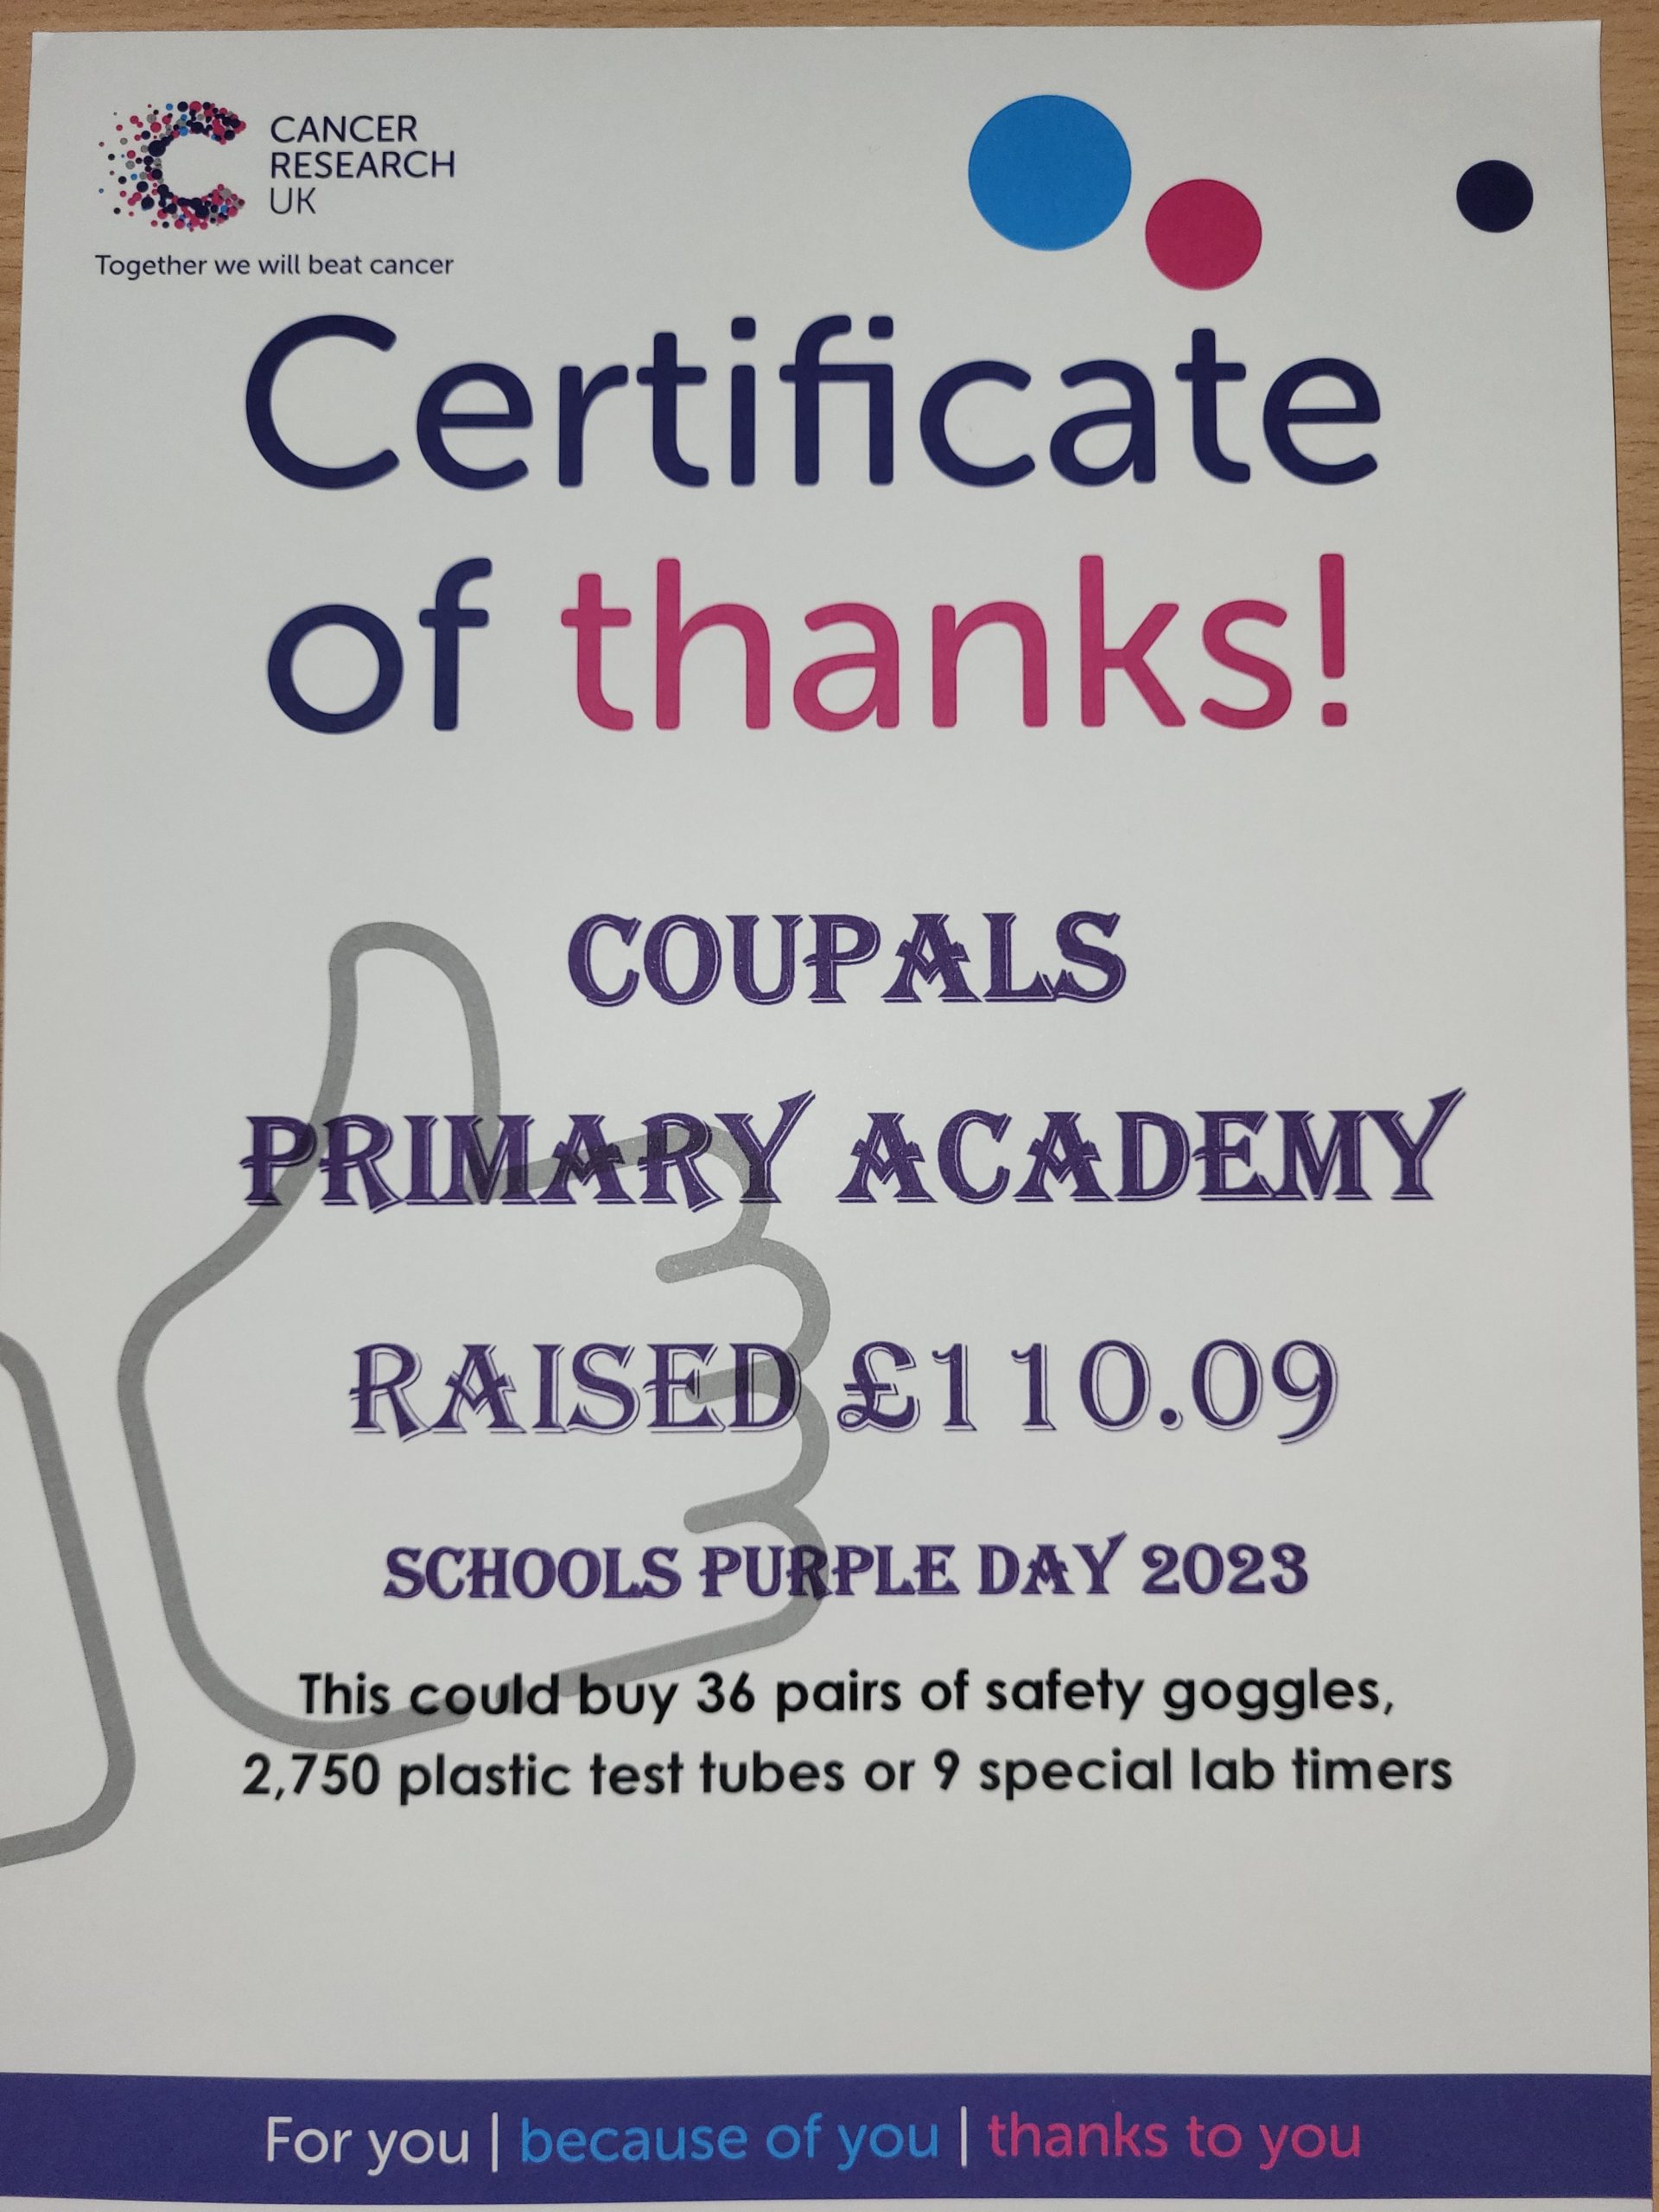 CANCER
RESEARCH
UK
Together we will beat cancer
Certificate
of thanks!
COUPALS
PRIMARY ACADEMY
RAISED £110.09
SCHOOLS PURPLE DAY 2023
This could buy 36 pairs of safety goggles,
2,750 plastic test tubes or 9 special lab timers
For you | because of you | thanks to you